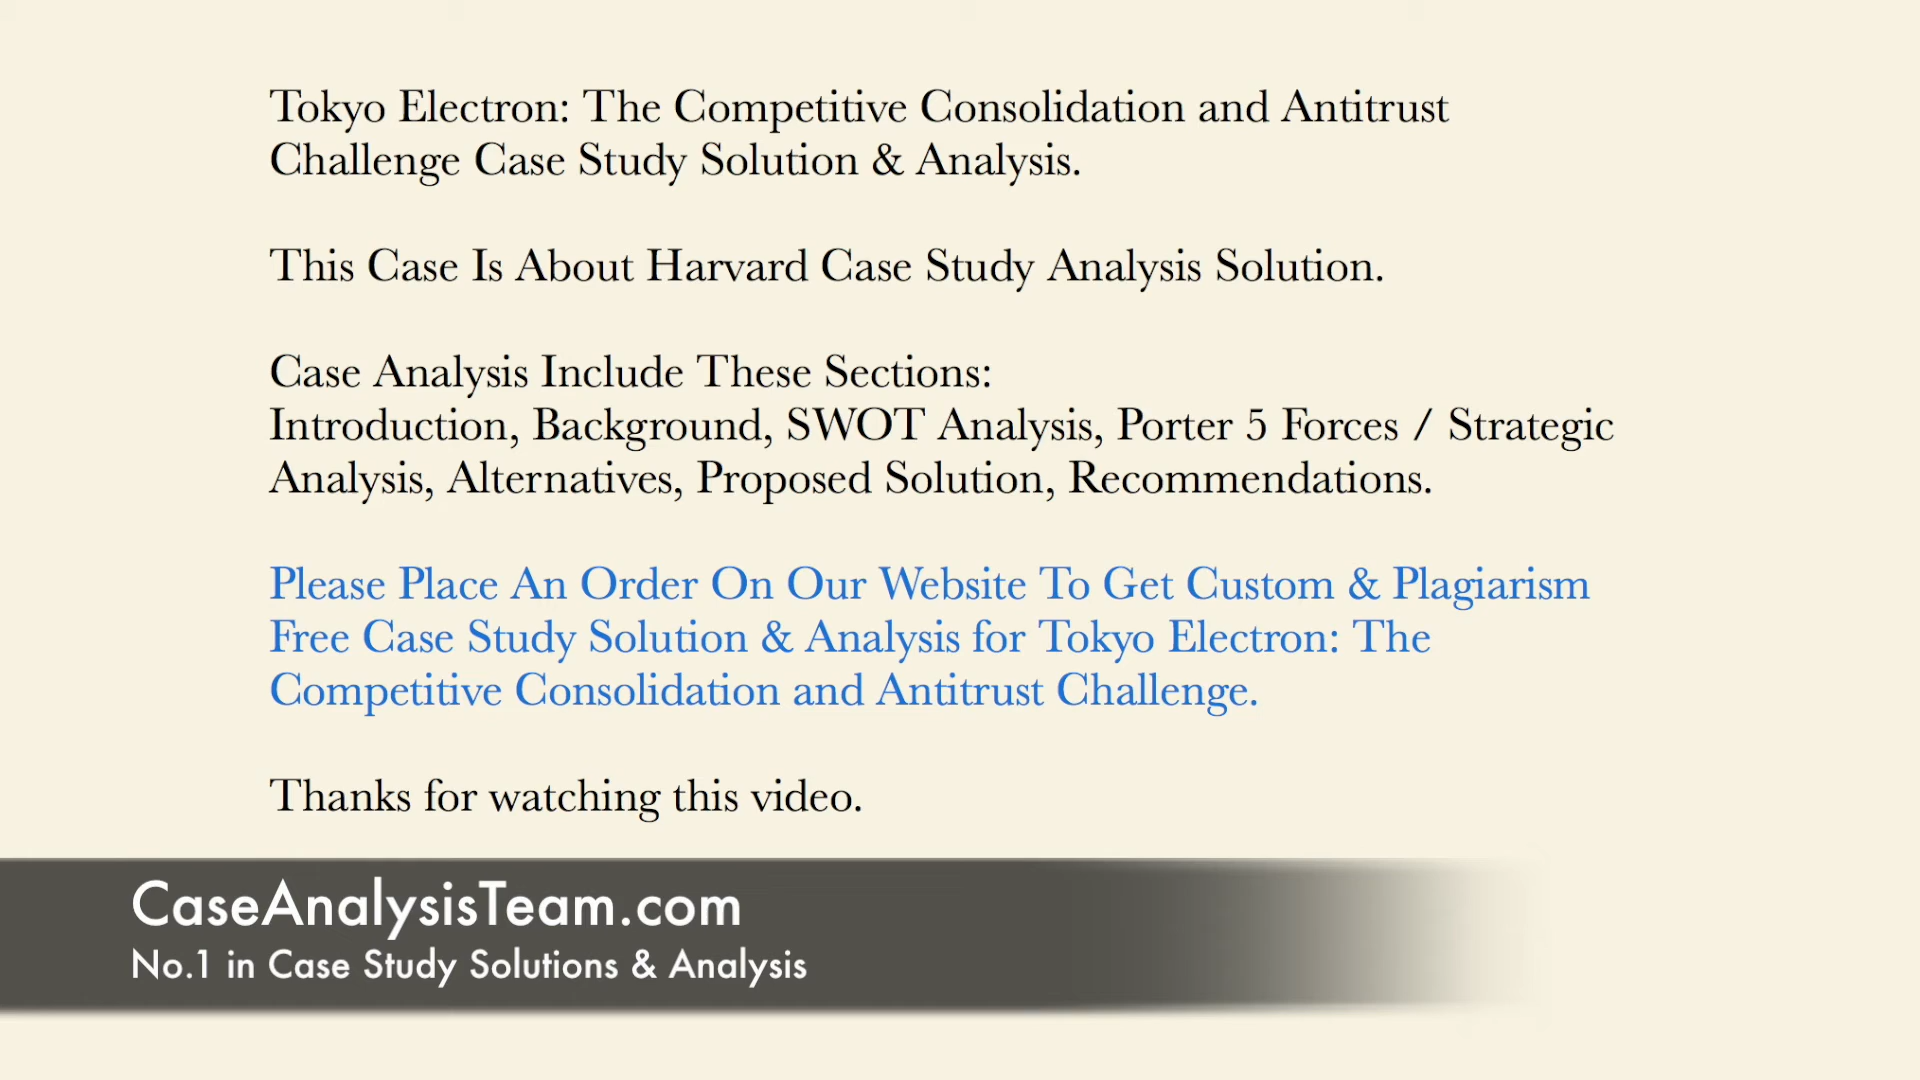 Tokyo Electron: The Competitive Consolidation and Antitrust
Challenge Case Study Solution & Analysis.
This Case Is About Harvard Case Study Analysis Solution.
Case Analysis Include These Sections:
Introduction, Background, SWOT Analysis, Porter 5 Forces / Strategic
Analysis, Alternatives, Proposed Solution, Recommendations.
Please Place An Order On Our Website To Get Custom & Plagiarism
Free Case Study Solution & Analysis for Tokyo Electron: The
Competitive Consolidation and Antitrust Challenge.
Thanks for watching this video.
CaseAnalysisTeam.com
No.1 in Case Study Solutions & Analysis